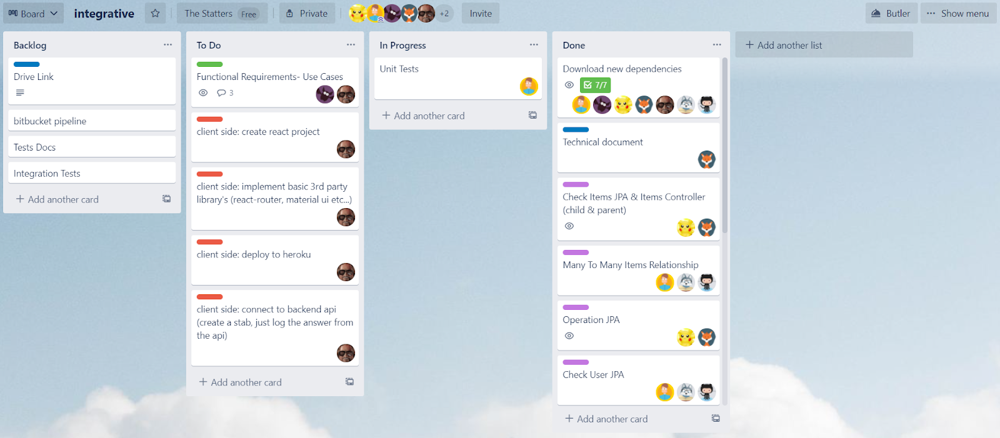 Board
integrative
The Statters Free
Private
+2
Invite
Butler
Show menu
Backlog
Drive Link
bitbucket pipeline
Tests Docs
Integration Tests
+ Add another card
To Do
Functional Requirements- Use Cases
3
client side: create react project
client side: implement basic 3rd party
library's (react-router, material ui etc...)
client side: deploy to heroku
client side: connect to backend api
(create a stab, just log the answer from
the api)
+ Add another card
In Progress
Unit Tests
+ Add another card
Done
Download new dependencies
7/7
Technical document
Check Items JPA & Items Controller
(child & parent)
Many To Many Items Relationship
Operation JPA
Check User JPA
+ Add another card
+ Add another list